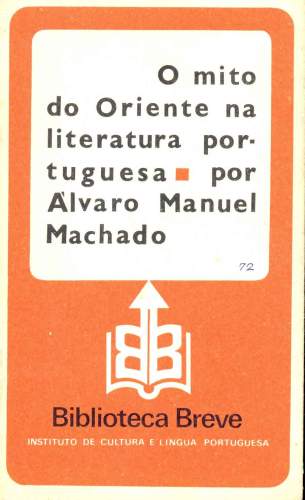 O mito
do Oriente na
literatura por-
tuguesa ■ por
Álvaro Manuel
Machado
72
Biblioteca Breve
INSTITUTO DE CULTURA E LÍNGUA PORTUGUESA